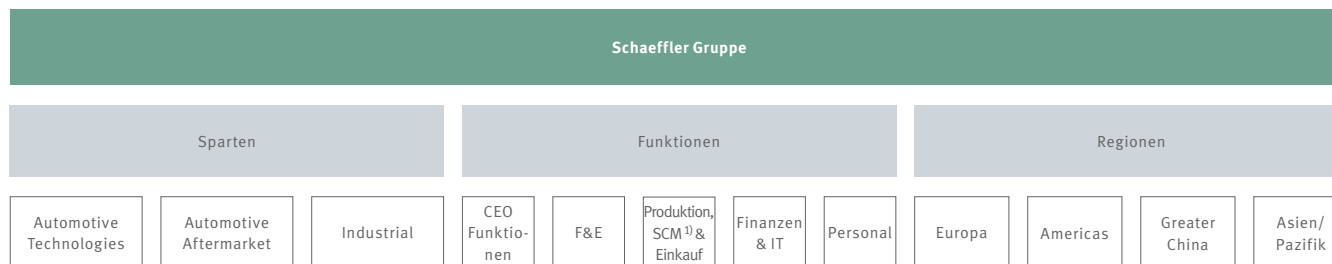 Schaeffler Gruppe
Sparten
Funktionen
Regionen
Automotive
Technologies
Automotive
Aftermarket
Industrial
CEO
Funktio-
nen
F&E
Produktion,
SCM 1) &
Einkauf
Finanzen
& IT
Personal
Europa
Americas
Greater
China
Asien/
Pazifik